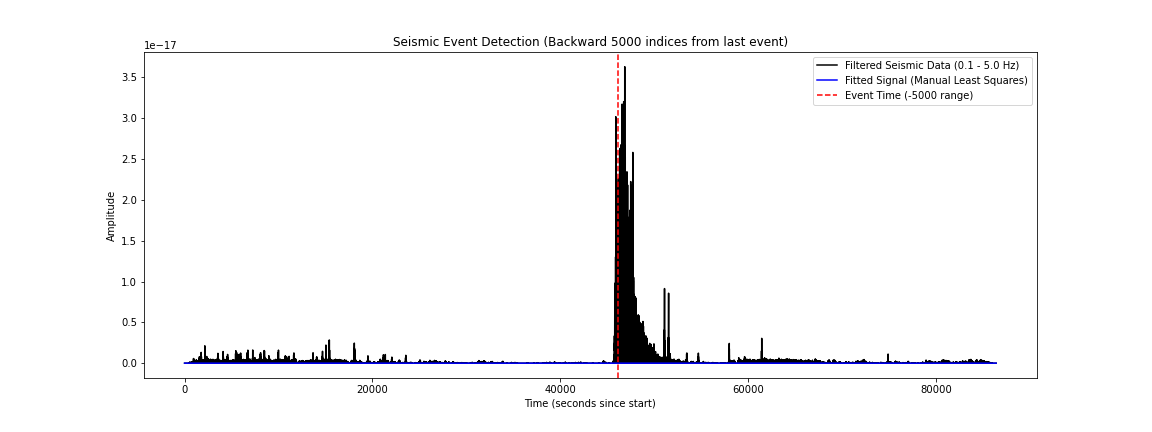 Seismic Event Detection (Backward 5000 indices from last event)
1e−17
Filtered Seismic Data (0.1 - 5.0 Hz)
Fitted Signal (Manual Least Squares)
Event Time (-5000 range)
3.5
3.0
2.5
2.0
1.5
1.0
0.5
0.0
Amplitude
0 20000 40000 60000 80000
Time (seconds since start)